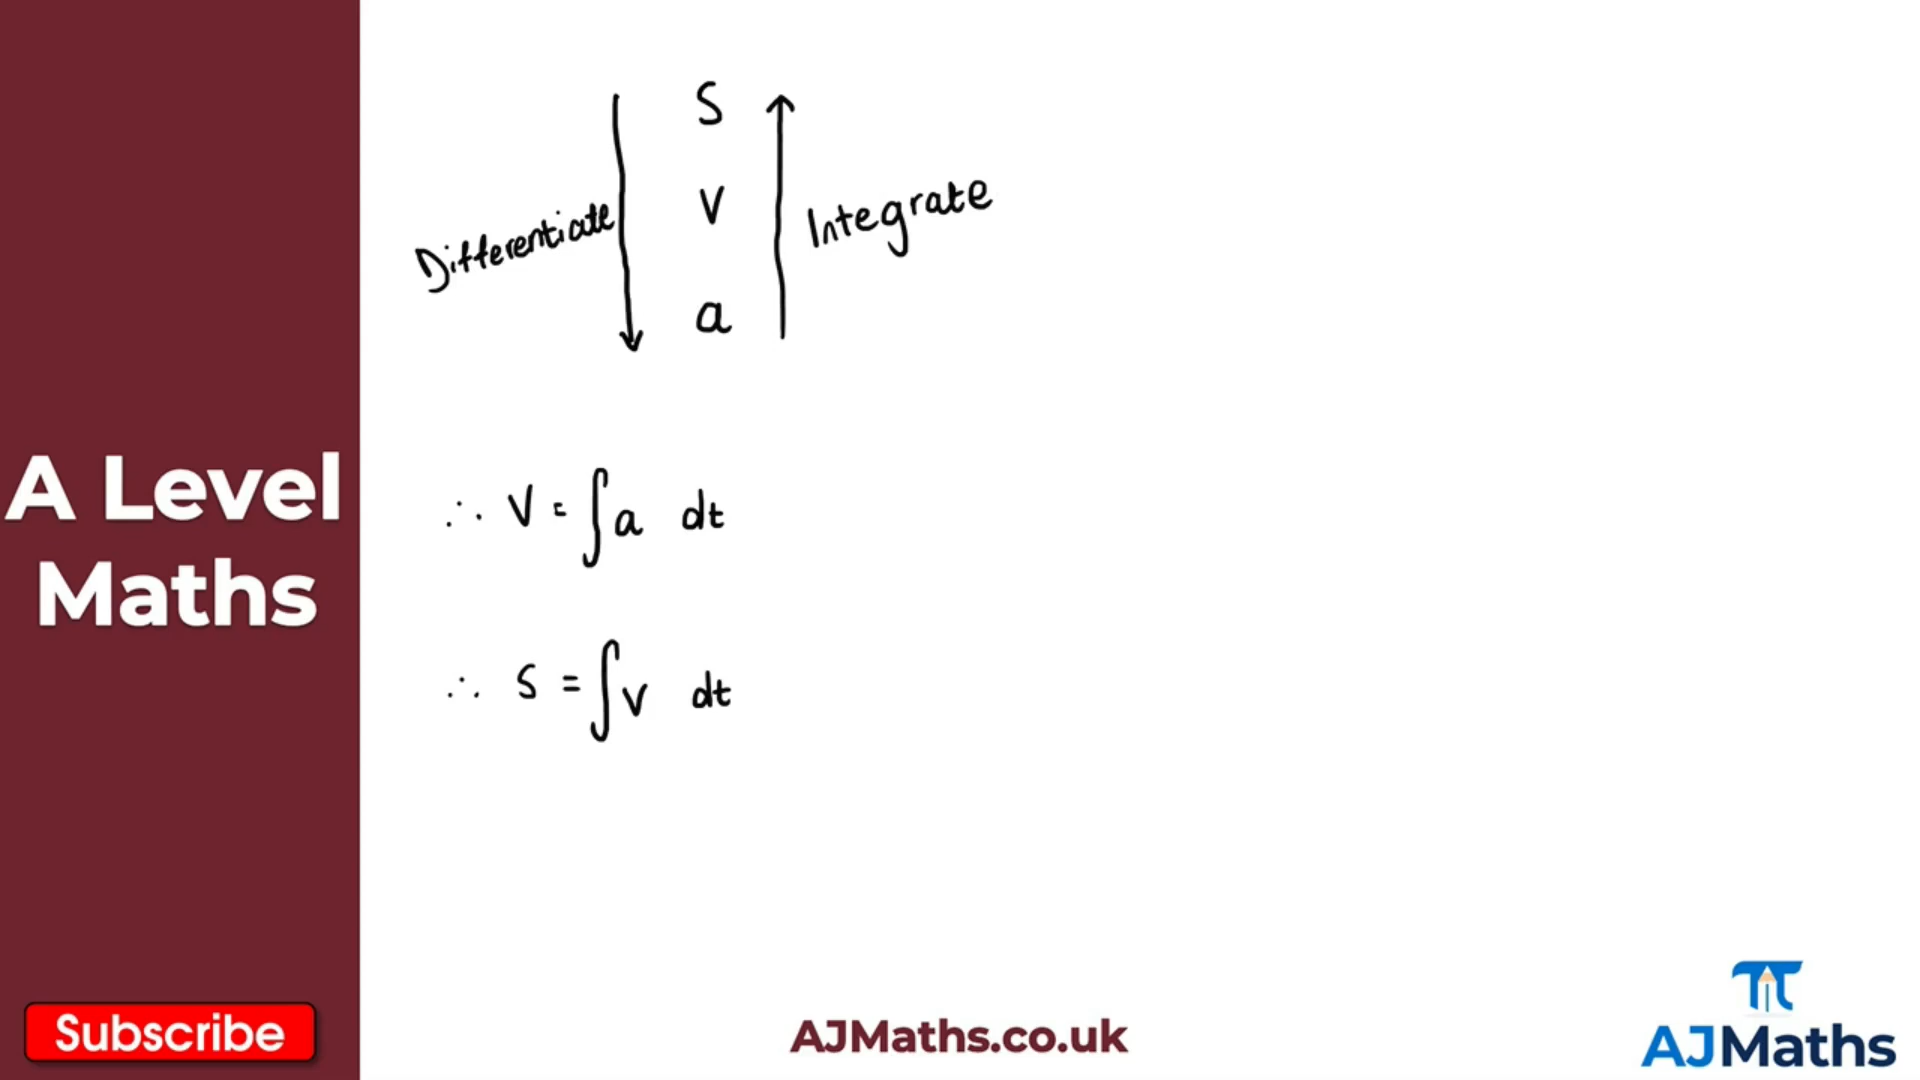 S
V
a
Differentiate
Integrate
∴ V = ∫a dt
∴ S = ∫v dt
A Level
Maths
Subscribe
AJMaths.co.uk
AJMaths